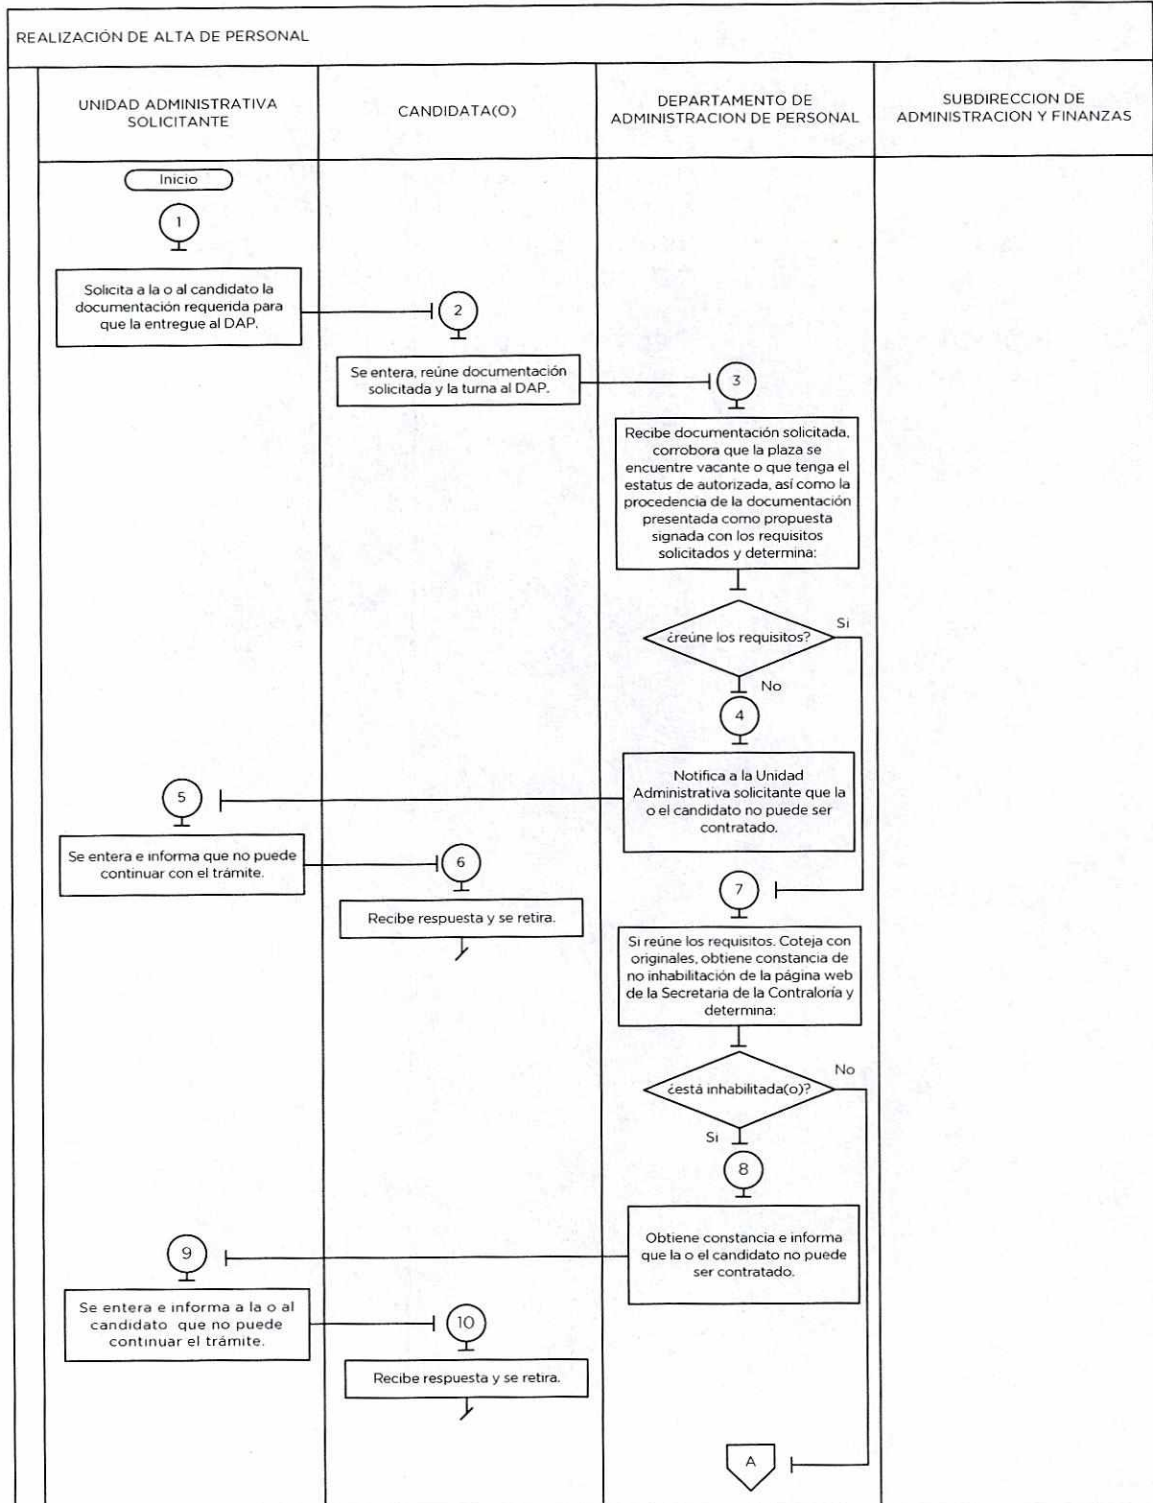 REALIZACIÓN DE ALTA DE PERSONAL
UNIDAD ADMINISTRATIVA
SOLICITANTE
CANDIDATA(O)
DEPARTAMENTO DE
ADMINISTRACION DE PERSONAL
SUBDIRECCION DE
ADMINISTRACION Y FINANZAS
Inicio
1
Solicita a la o al candidato la
documentación requerida para
que la entregue al DAP.
2
Se entera, reúne documentación
solicitada y la turna al DAP.
3
Recibe documentación solicitada,
corrobora que la plaza se
encuentre vacante o que tenga el
estatus de autorizada, así como la
procedencia de la documentación
presentada como propuesta
signada con los requisitos
solicitados y determina:
¿reúne los requisitos?
Si
No
4
Notifica a la Unidad
Administrativa solicitante que la
o el candidato no puede ser
contratado.
5
Se entera e informa que no puede
continuar con el trámite.
6
Recibe respuesta y se retira.
7
Si reúne los requisitos. Coteja con
originales, obtiene constancia de
no inhabilitación de la página web
de la Secretaria de la Contraloría y
determina:
¿está inhabilitada(o)?
No
Si
8
Obtiene constancia e informa
que la o el candidato no puede
ser contratado.
9
Se entera e informa a la o al
candidato que no puede
continuar el trámite.
10
Recibe respuesta y se retira.
A